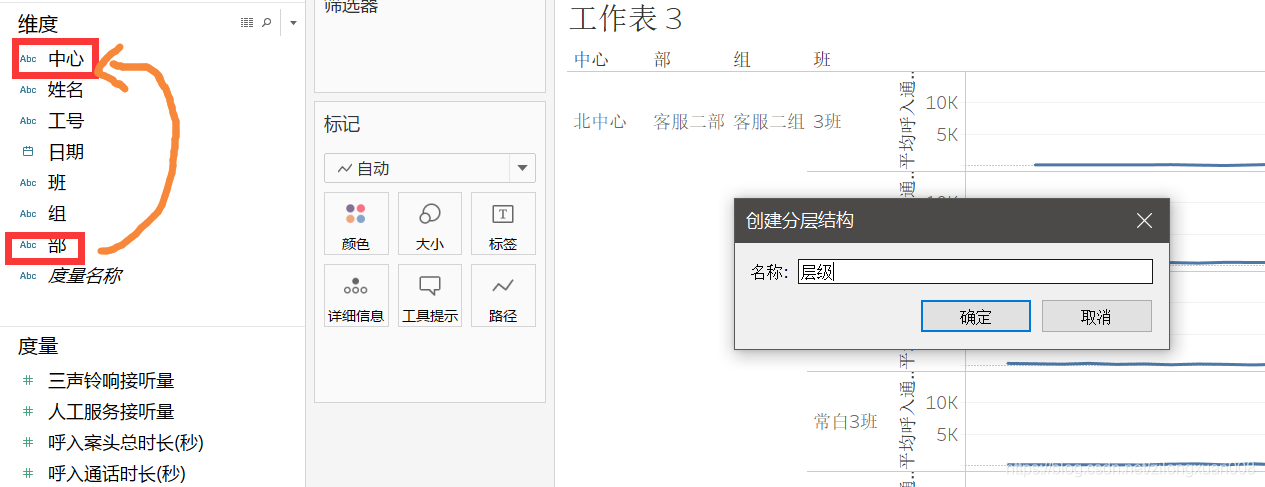 维度
Abc 中心
Abc 姓名
Abc 工号
日期
Abc 班
Abc 组
Abc 部
Abc 度量名称
度量
# 三声铃响接听量
# 人工服务接听量
# 呼入案头总时长(秒)
# 呼入通话时长(秒)
筛选器
标记
自动
颜色 大小 标签
详细信息 工具提示 路径
工作表 3
中心 部 组 班
北中心 客服二部 客服二组 3班
平均呼入通..
10K
5K
创建分层结构
名称: 层级
确定 取消
常白3班
平均呼入通..
10K
5K